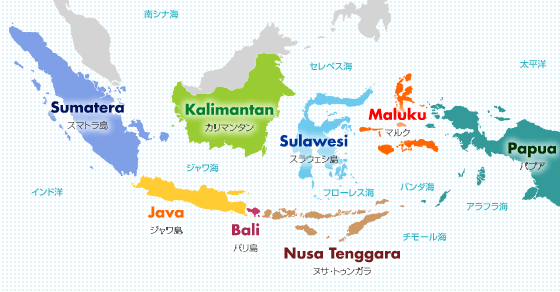 南シナ海
セレベス海
太平洋
Sumatera
スマトラ島
Kalimantan
カリマンタン
Maluku
マルク
Sulawesi
スラウェシ島
Papua
パプア
ジャワ海
インド洋
フローレス海
バンダ海
アラフラ海
Java
ジャワ島
Bali
バリ島
チモール海
Nusa Tenggara
ヌサ・トゥンガラ